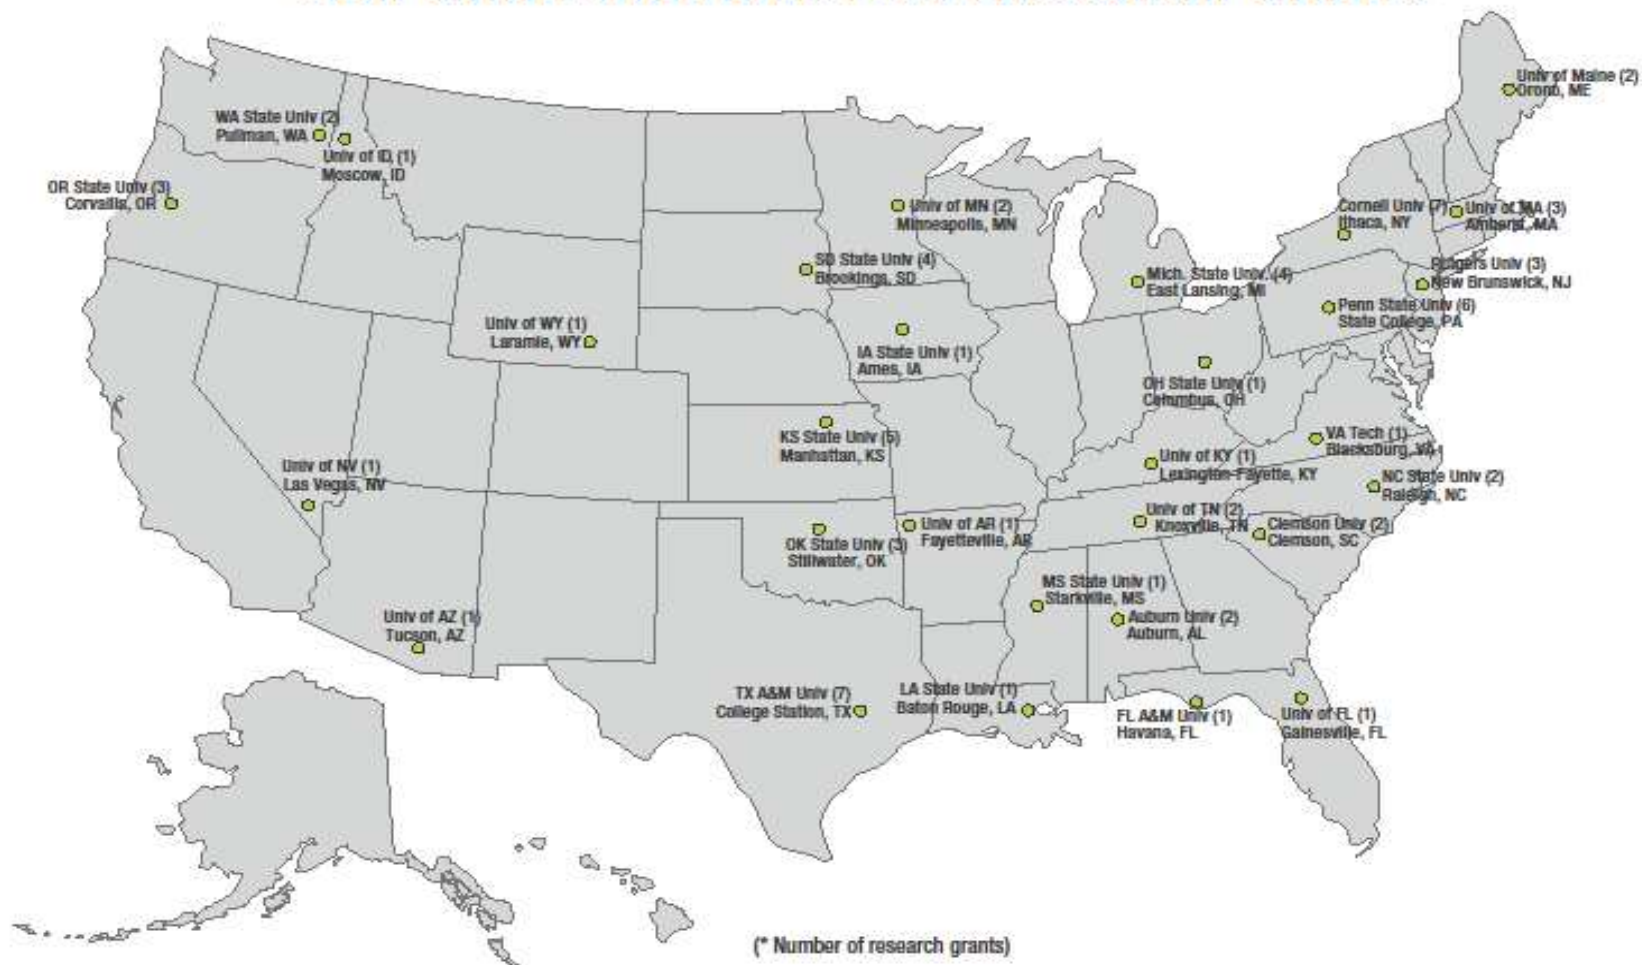 Univ of Maine (2)
Orono, ME
WA State Univ (2)
Pullman, WA
Univ of ID (1)
Moscow, ID
OR State Univ (3)
Corvallis, OR
Univ of MN (2)
Minneapolis, MN
Cornell Univ (7)
Ithaca, NY
Univ of MA (3)
Amherst, MA
SD State Univ (4)
Brookings, SD
Mich. State Univ. (4)
East Lansing, MI
Rutgers Univ (3)
New Brunswick, NJ
Penn State Univ (6)
State College, PA
Univ of WY (1)
Laramie, WY
IA State Univ (1)
Ames, IA
OH State Univ (1)
Columbus, OH
KS State Univ (5)
Manhattan, KS
VA Tech (1)
Blacksburg, VA
Univ of KY (1)
Lexington-Fayette, KY
Univ of NV (1)
Las Vegas, NV
NC State Univ (2)
Raleigh, NC
Univ of TN (2)
Knoxville, TN
Clemson Univ (2)
Clemson, SC
Univ of AR (1)
Fayetteville, AR
OK State Univ (3)
Stillwater, OK
MS State Univ (1)
Starkville, MS
Auburn Univ (2)
Auburn, AL
Univ of AZ (1)
Tucson, AZ
TX A&M Univ (7)
College Station, TX
LA State Univ (1)
Baton Rouge, LA
FL A&M Univ (1)
Havana, FL
Univ of FL (1)
Gainesville, FL
(* Number of research grants)